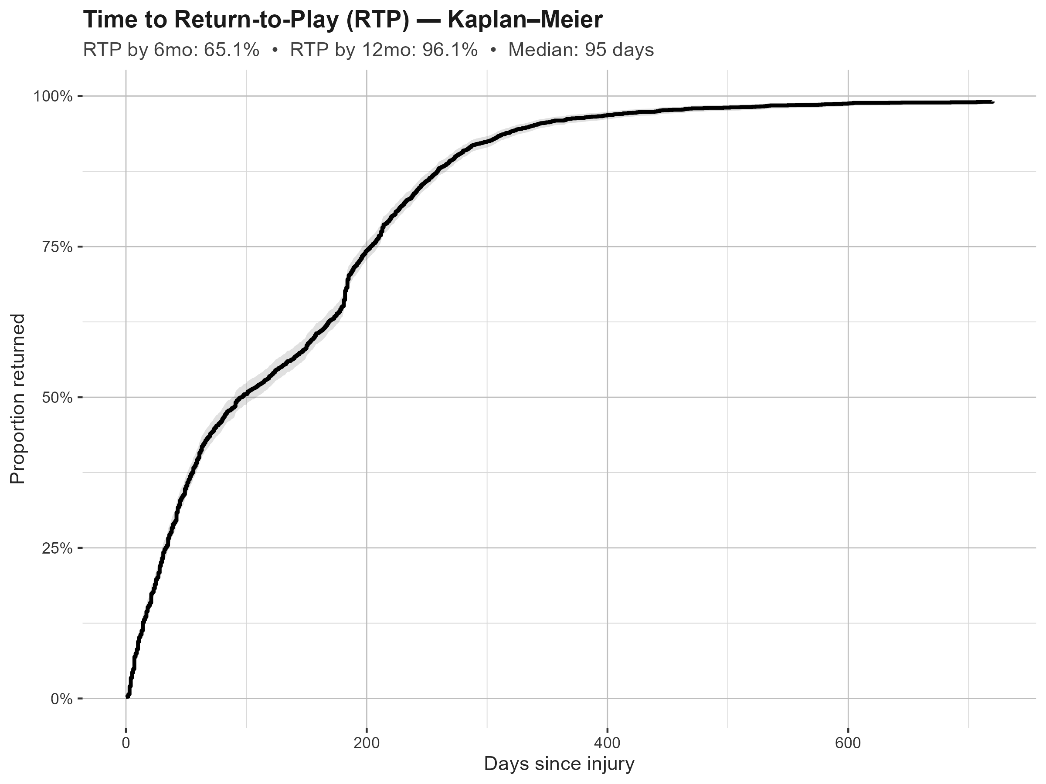 Time to Return-to-Play (RTP) — Kaplan–Meier
RTP by 6mo: 65.1% • RTP by 12mo: 96.1% • Median: 95 days
100%
75%
50%
25%
0%
Proportion returned
0 200 400 600
Days since injury